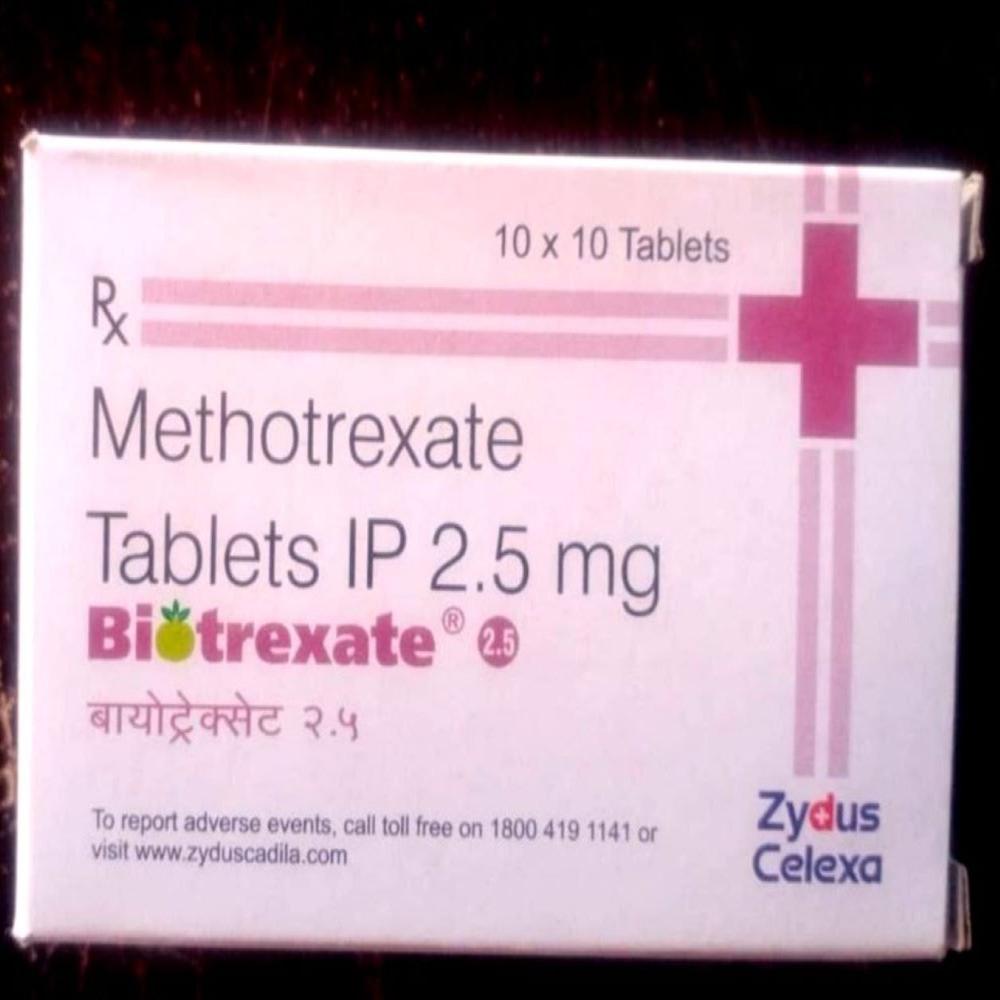 10 x 10 Tablets
Rx
Methotrexate
Tablets IP 2.5 mg
Biotrexate® 2.5
बायोट्रेक्सेट २.५
To report adverse events, call toll free on 1800 419 1141 or
visit www.zyduscadila.com
Zydus
Celexa